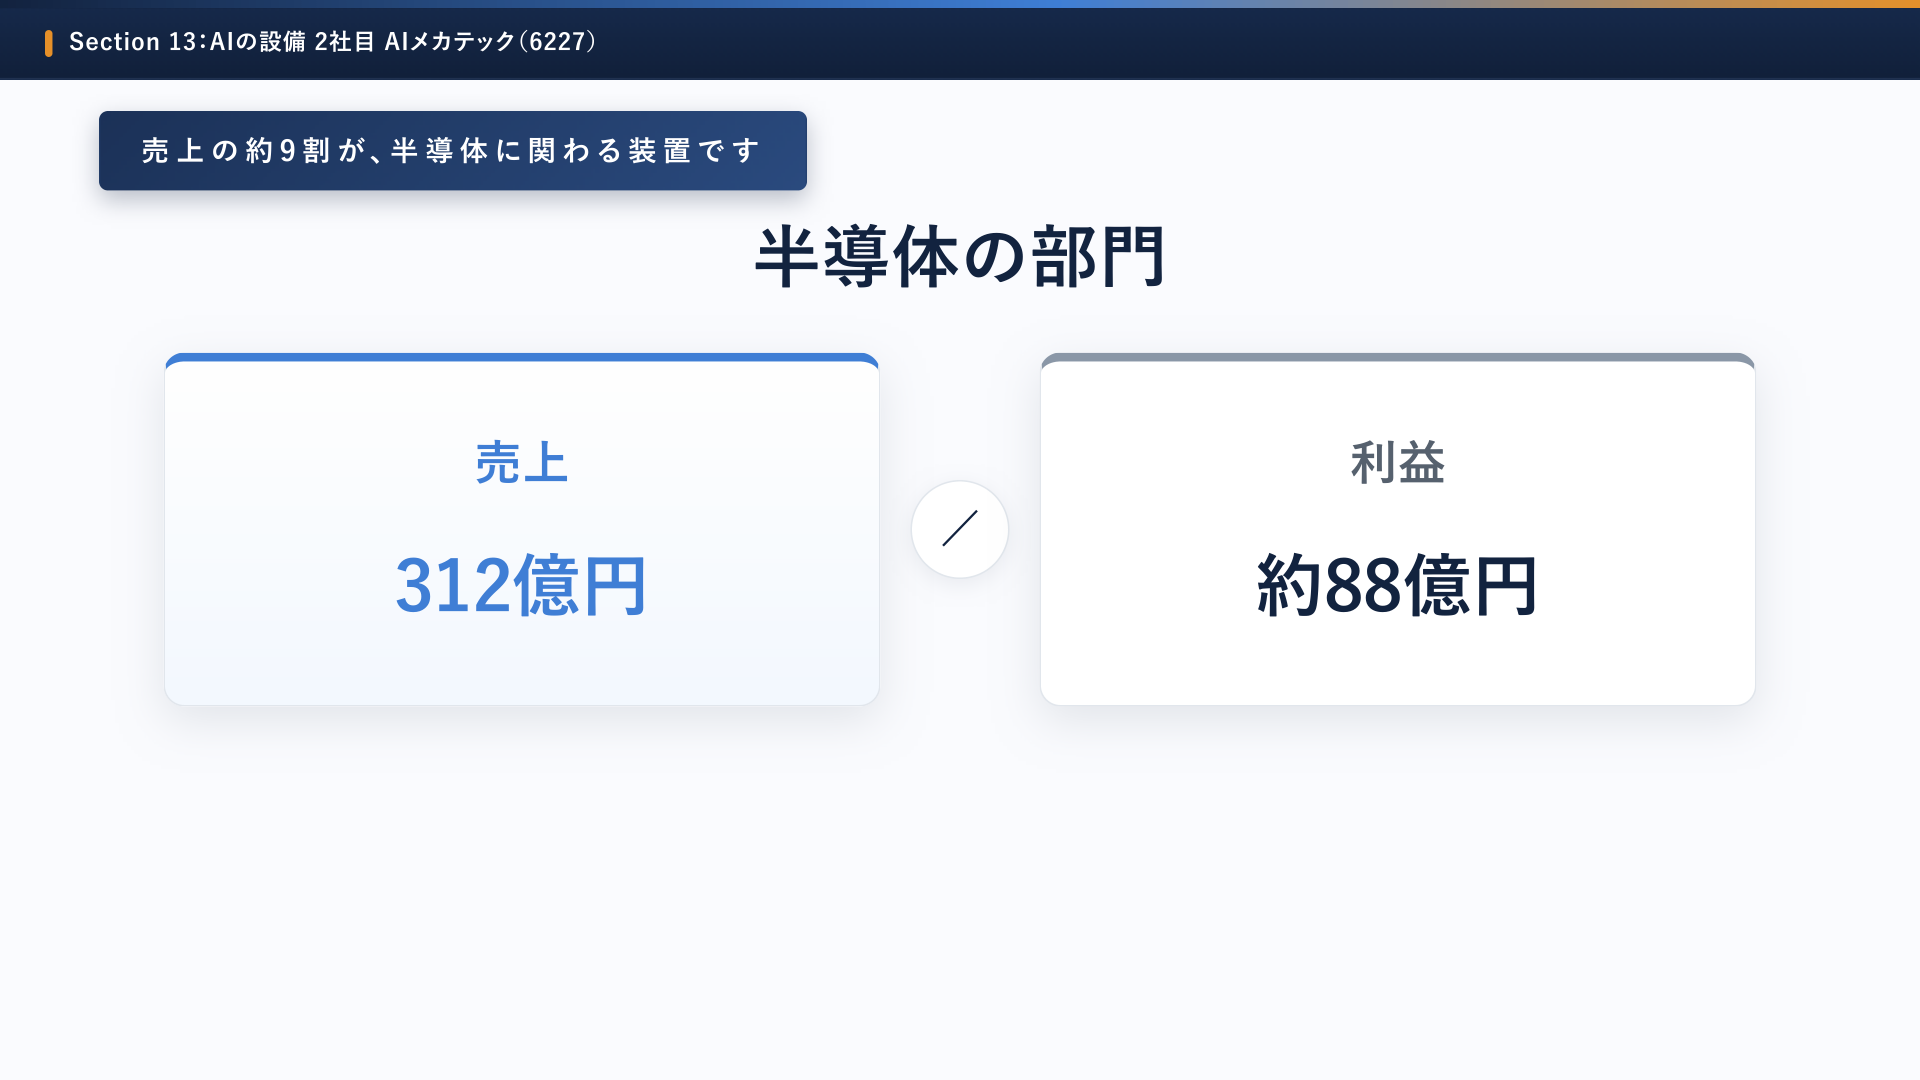 Section 13：AIの設備 2社目 AIメカテック（6227）
売上の約9割が、半導体に関わる装置です
半導体の部門
売上
312億円
／
利益
約88億円